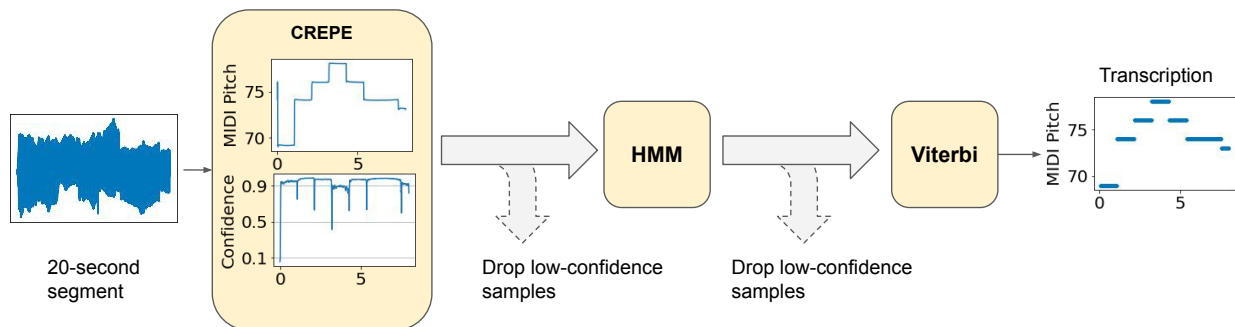 20-second
segment
CREPE
MIDI Pitch
75
70
0
5
Confidence
0.9
0.5
0.1
0
5
Drop low-confidence
samples
HMM
Drop low-confidence
samples
Viterbi
Transcription
MIDI Pitch
75
70
0
5